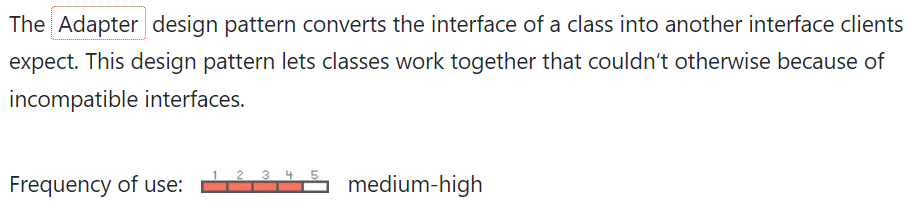 The Adapter design pattern converts the interface of a class into another interface clients
expect. This design pattern lets classes work together that couldn’t otherwise because of
incompatible interfaces.
1 2 3 4 5
Frequency of use: medium-high